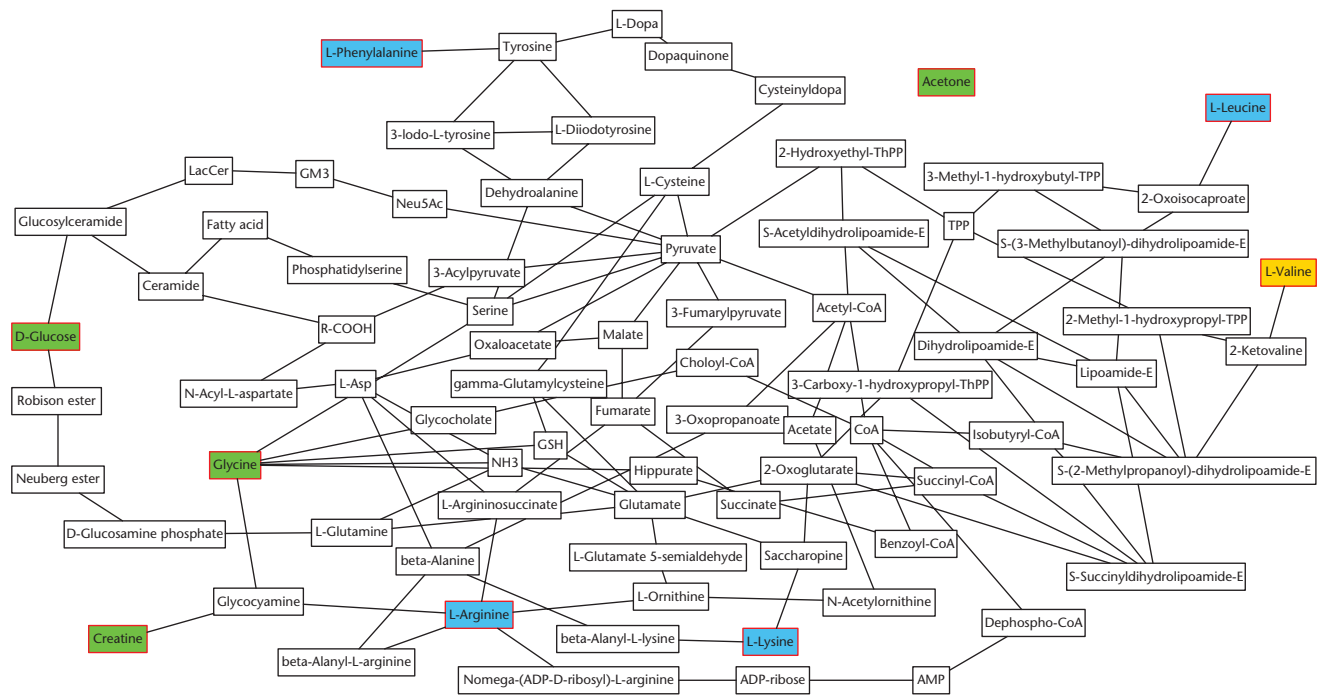 L-Dopa
L-Phenylalanine
Tyrosine
Dopaquinone
Acetone
Cysteinyldopa
L-Leucine
3-Iodo-L-tyrosine
L-Diiodotyrosine
2-Hydroxyethyl-ThPP
LacCer
GM3
L-Cysteine
3-Methyl-1-hydroxybutyl-TPP
Dehydroalanine
Neu5Ac
2-Oxoisocaproate
Glucosylceramide
Fatty acid
TPP
S-Acetyldihydrolipoamide-E
Pyruvate
S-(3-Methylbutanoyl)-dihydrolipoamide-E
Phosphatidylserine
3-Acylpyruvate
L-Valine
Ceramide
Serine
Acetyl-CoA
3-Fumarylpyruvate
R-COOH
2-Methyl-1-hydroxypropyl-TPP
D-Glucose
Malate
Oxaloacetate
Dihydrolipoamide-E
2-Ketovaline
Choloyl-CoA
Lipoamide-E
N-Acyl-L-aspartate
L-Asp
gamma-Glutamylcysteine
3-Carboxy-1-hydroxypropyl-ThPP
Robison ester
Fumarate
Glycocholate
3-Oxopropanoate
Acetate
CoA
Isobutyryl-CoA
GSH
Glycine
NH3
Hippurate
2-Oxoglutarate
S-(2-Methylpropanoyl)-dihydrolipoamide-E
Neuberg ester
Succinyl-CoA
L-Argininosuccinate
Glutamate
Succinate
D-Glucosamine phosphate
L-Glutamine
Benzoyl-CoA
beta-Alanine
L-Glutamate 5-semialdehyde
Saccharopine
S-Succinyldihydrolipoamide-E
Glycocyamine
L-Ornithine
N-Acetylornithine
L-Arginine
Dephospho-CoA
Creatine
beta-Alanyl-L-lysine
L-Lysine
beta-Alanyl-L-arginine
Nomega-(ADP-D-ribosyl)-L-arginine
ADP-ribose
AMP